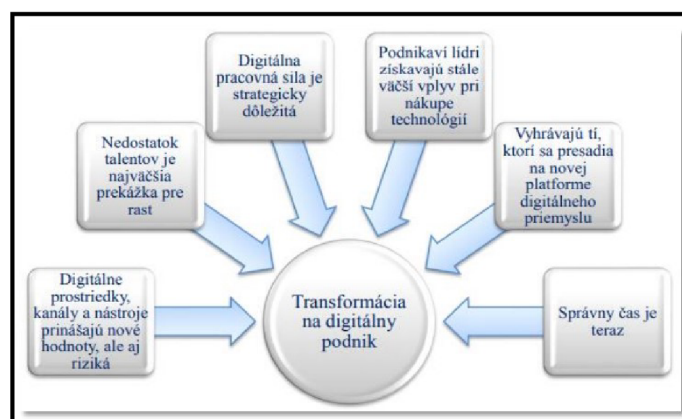 Digitálna
pracovná sila je
strategicky
dôležitá
Podnikaví lídri
získavajú stále
väčší vplyv pri
nákupe
technológií
Nedostatok
talentov je
najväčšia
prekážka pre
rast
Vyhrávajú tí,
ktorí sa presadia
na novej
platforme
digitálneho
priemyslu
Digitálne
prostriedky,
kanály a nástroje
prinášajú nové
hodnoty, ale aj
riziká
Transformácia
na digitálny
podnik
Správny čas je
teraz